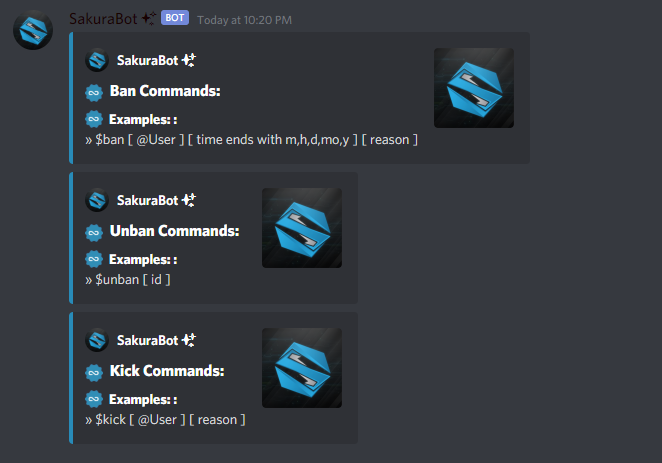 SakuraBot ✨ BOT Today at 10:20 PM
SakuraBot ✨
Ban Commands:
Examples: :
» $ban [ @User ] [ time ends with m,h,d,mo,y ] [ reason ]
SakuraBot ✨
Unban Commands:
Examples: :
» $unban [ id ]
SakuraBot ✨
Kick Commands:
Examples: :
» $kick [ @User ] [ reason ]